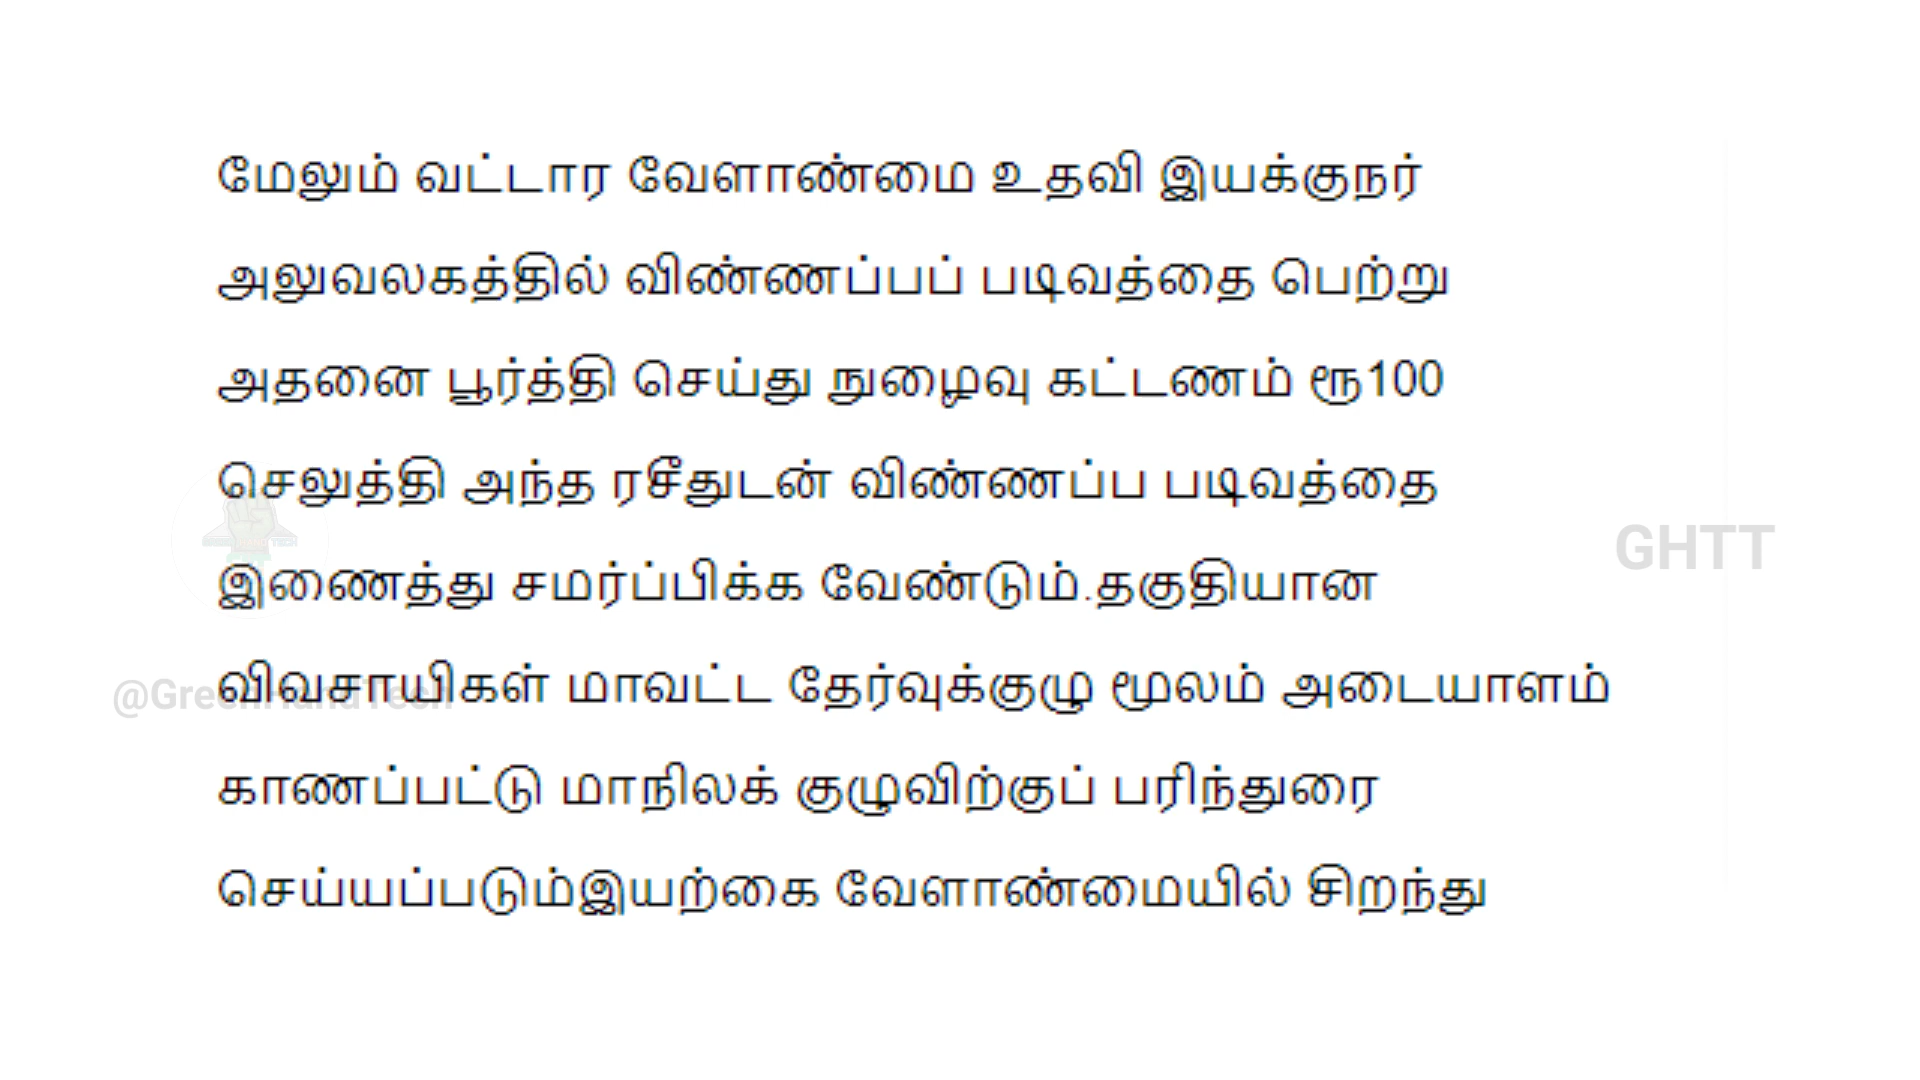 மேலும் வட்டார வேளாண்மை உதவி இயக்குநர்
அலுவலகத்தில் விண்ணப்பப் படிவத்தை பெற்று
அதனை பூர்த்தி செய்து நுழைவு கட்டணம் ரூ100
செலுத்தி அந்த ரசீதுடன் விண்ணப்ப படிவத்தை
GHTT
இணைத்து சமர்ப்பிக்க வேண்டும்.தகுதியான
விவசாயிகள் மாவட்ட தேர்வுக்குழு மூலம் அடையாளம்
@GreenHandTech
காணப்பட்டு மாநிலக் குழுவிற்குப் பரிந்துரை
செய்யப்படும்இயற்கை வேளாண்மையில் சிறந்து